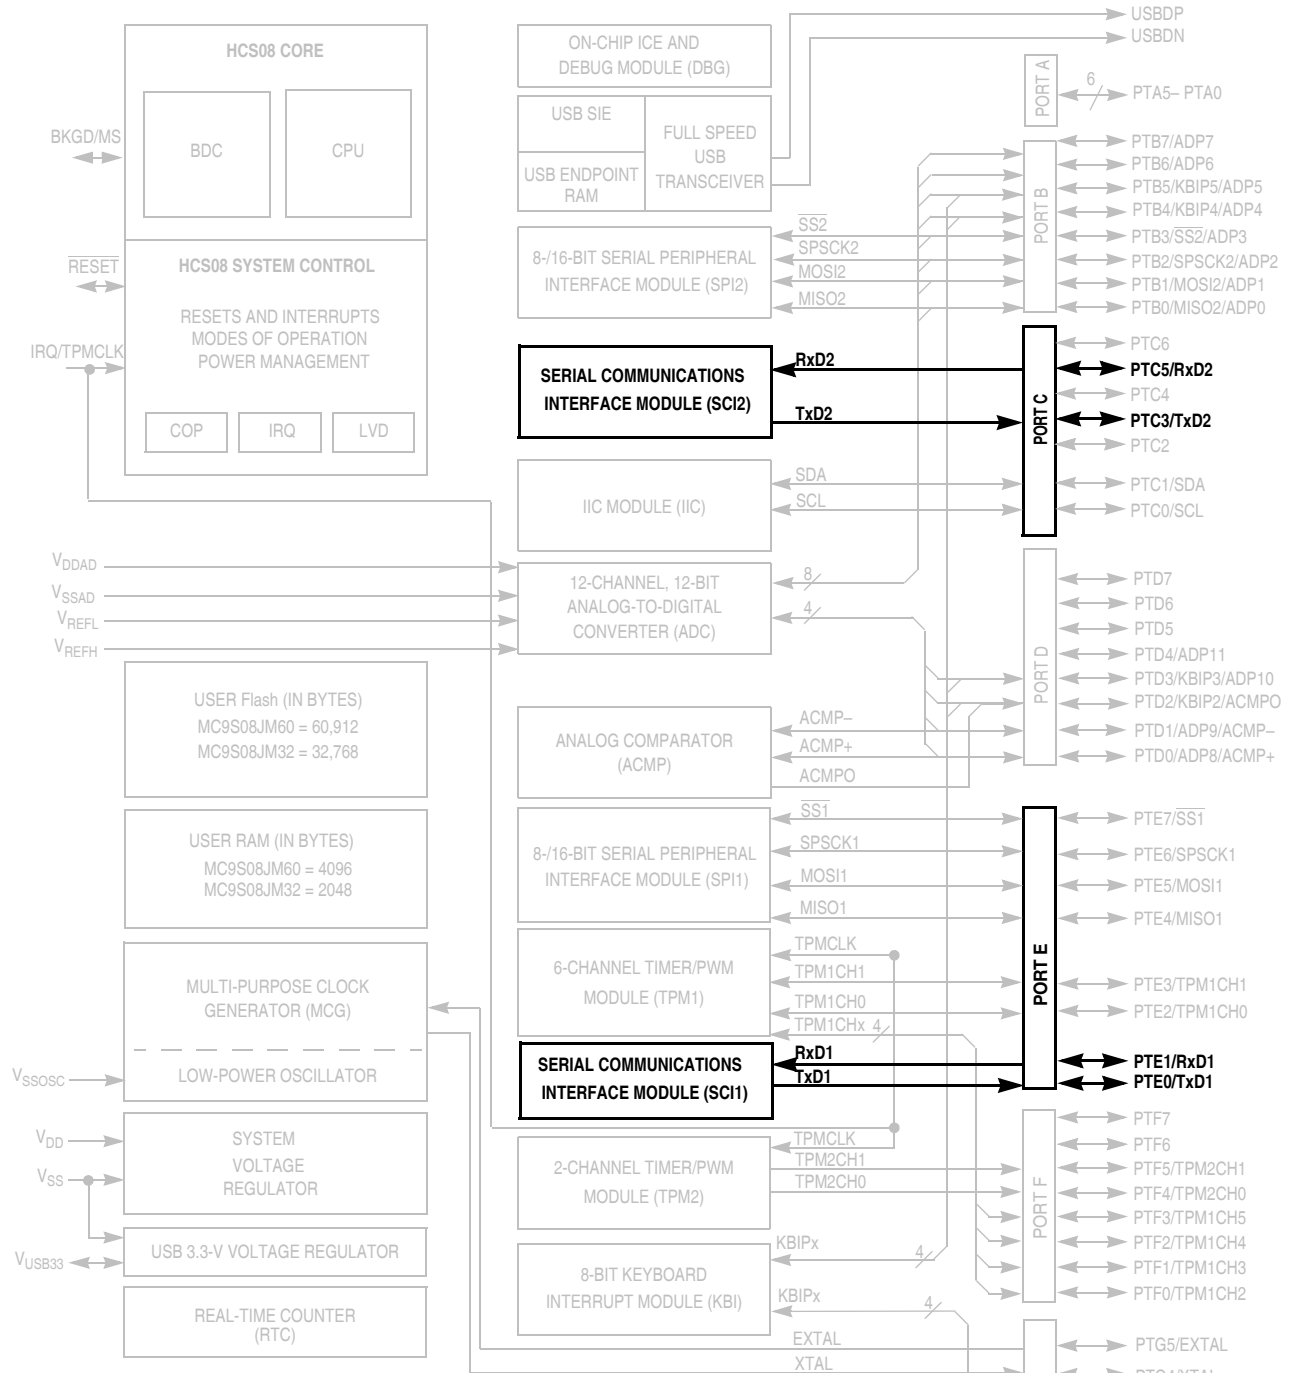 HCS08 CORE
BDC
CPU
BKGD/MS
HCS08 SYSTEM CONTROL
RESET
RESETS AND INTERRUPTS
MODES OF OPERATION
POWER MANAGEMENT
IRQ/TPMCLK
COP
IRQ
LVD
VDDAD
VSSAD
VREFL
VREFH
USER Flash (IN BYTES)
MC9S08JM60 = 60,912
MC9S08JM32 = 32,768
USER RAM (IN BYTES)
MC9S08JM60 = 4096
MC9S08JM32 = 2048
MULTI-PURPOSE CLOCK
GENERATOR (MCG)
LOW-POWER OSCILLATOR
VSSOSC
VDD
VSS
SYSTEM
VOLTAGE
REGULATOR
VUSB33
USB 3.3-V VOLTAGE REGULATOR
REAL-TIME COUNTER
(RTC)
ON-CHIP ICE AND
DEBUG MODULE (DBG)
USB SIE
USB ENDPOINT
RAM
FULL SPEED
USB
TRANSCEIVER
8-/16-BIT SERIAL PERIPHERAL
INTERFACE MODULE (SPI2)
SS2
SPSCK2
MOSI2
MISO2
SERIAL COMMUNICATIONS
INTERFACE MODULE (SCI2)
RxD2
TxD2
IIC MODULE (IIC)
SDA
SCL
12-CHANNEL, 12-BIT
ANALOG-TO-DIGITAL
CONVERTER (ADC)
8
4
ANALOG COMPARATOR
(ACMP)
ACMP–
ACMP+
ACMPO
8-/16-BIT SERIAL PERIPHERAL
INTERFACE MODULE (SPI1)
SS1
SPSCK1
MOSI1
MISO1
6-CHANNEL TIMER/PWM
MODULE (TPM1)
TPMCLK
TPM1CH1
TPM1CH0
TPM1CHx 4
SERIAL COMMUNICATIONS
INTERFACE MODULE (SCI1)
RxD1
TxD1
2-CHANNEL TIMER/PWM
MODULE (TPM2)
TPMCLK
TPM2CH1
TPM2CH0
8-BIT KEYBOARD
INTERRUPT MODULE (KBI)
KBIPx
4
KBIPx
4
EXTAL
XTAL
USBDP
USBDN
PORT A
6
PTA5– PTA0
PORT B
PTB7/ADP7
PTB6/ADP6
PTB5/KBIP5/ADP5
PTB4/KBIP4/ADP4
PTB3/SS2/ADP3
PTB2/SPSCK2/ADP2
PTB1/MOSI2/ADP1
PTB0/MISO2/ADP0
PORT C
PTC6
PTC5/RxD2
PTC4
PTC3/TxD2
PTC2
PTC1/SDA
PTC0/SCL
PORT D
PTD7
PTD6
PTD5
PTD4/ADP11
PTD3/KBIP3/ADP10
PTD2/KBIP2/ACMPO
PTD1/ADP9/ACMP–
PTD0/ADP8/ACMP+
PORT E
PTE7/SS1
PTE6/SPSCK1
PTE5/MOSI1
PTE4/MISO1
PTE3/TPM1CH1
PTE2/TPM1CH0
PTE1/RxD1
PTE0/TxD1
PORT F
PTF7
PTF6
PTF5/TPM2CH1
PTF4/TPM2CH0
PTF3/TPM1CH5
PTF2/TPM1CH4
PTF1/TPM1CH3
PTF0/TPM1CH2
PTG5/EXTAL